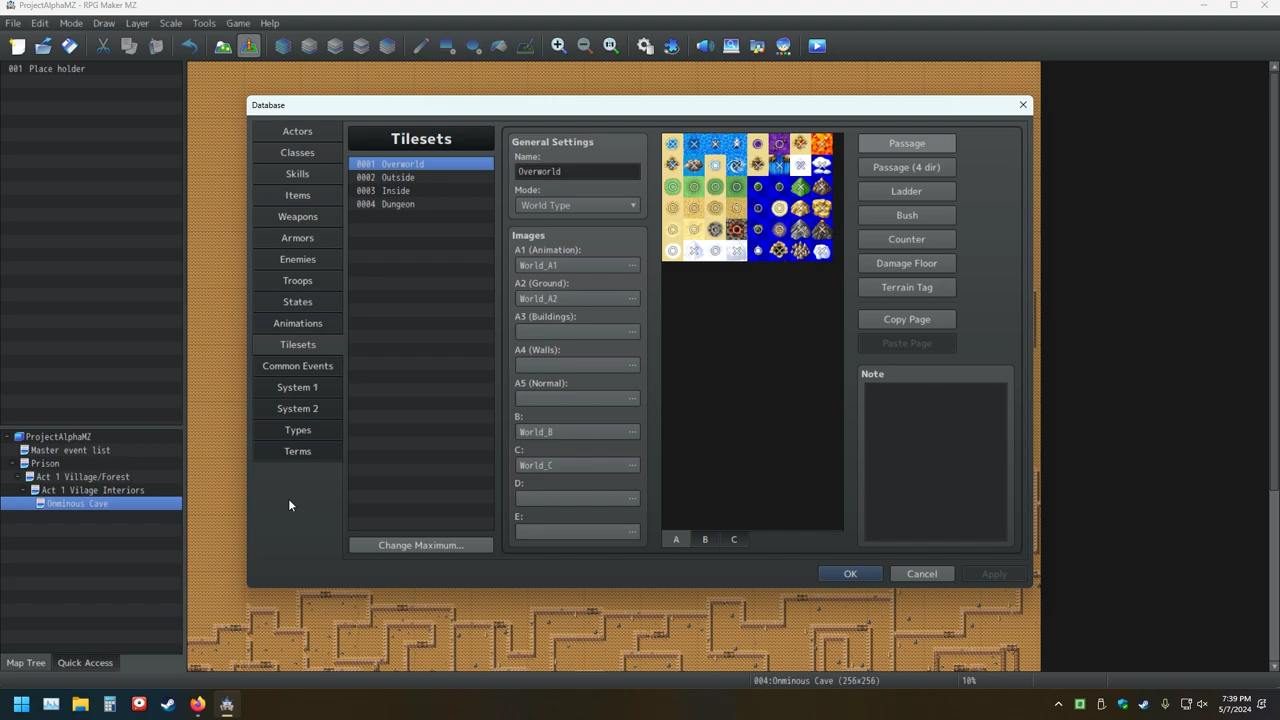 ProjectAlphaMZ - RPG Maker MZ
File Edit Mode Draw Layer Scale Tools Game Help
001 Place holder
Database
Actors
Classes
Skills
Items
Weapons
Armors
Enemies
Troops
States
Animations
Tilesets
Common Events
System 1
System 2
Types
Terms
Tilesets
0001 Overworld
0002 Outside
0003 Inside
0004 Dungeon
Change Maximum...
General Settings
Name:
Overworld
Mode:
World Type
Images
A1 (Animation):
World_A1
A2 (Ground):
World_A2
A3 (Buildings):
A4 (Walls):
A5 (Normal):
B:
World_B
C:
World_C
D:
E:
A B C
Passage
Passage (4 dir)
Ladder
Bush
Counter
Damage Floor
Terrain Tag
Copy Page
Paste Page
Note
OK Cancel Apply
ProjectAlphaMZ
Master event list
Prison
Act 1 Village/Forest
Act 1 Vilage Interiors
Onminous Cave
Map Tree Quick Access
004:Onminous Cave (256x256) 10%
7:39 PM
5/7/2024